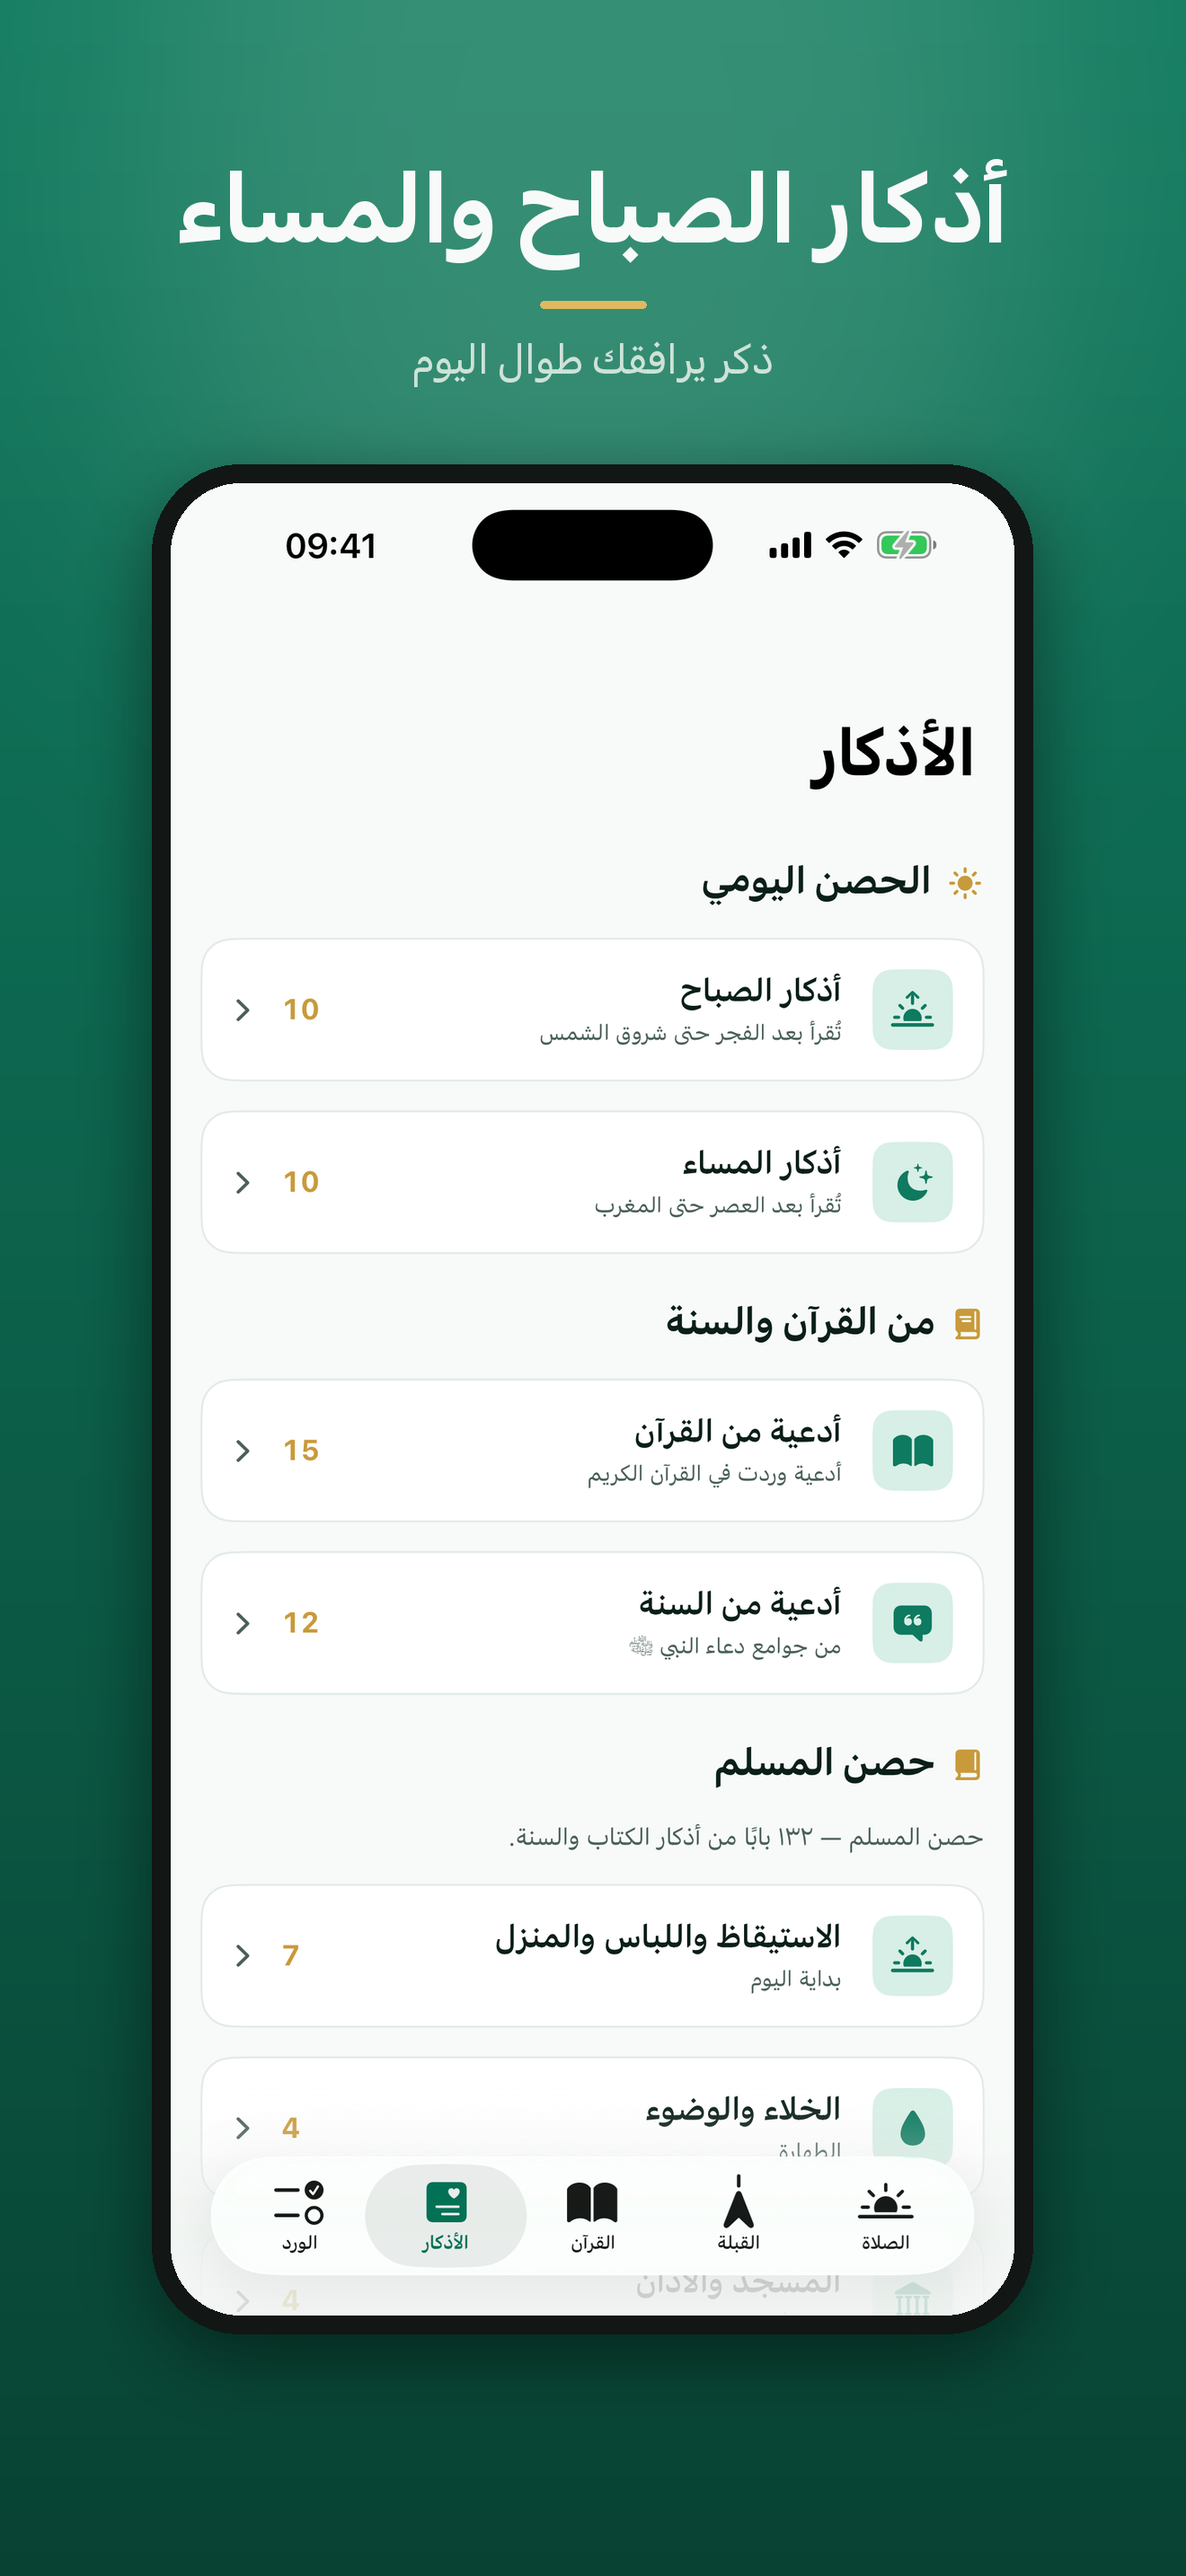 أذكار الصباح والمساء
ذكر يرافقك طوال اليوم
09:41
الأذكار
الحصن اليومي
أذكار الصباح
تُقرأ بعد الفجر حتى شروق الشمس
10
أذكار المساء
تُقرأ بعد العصر حتى المغرب
10
من القرآن والسنة
أدعية من القرآن
أدعية وردت في القرآن الكريم
15
أدعية من السنة
من جوامع دعاء النبي ﷺ
12
حصن المسلم
حصن المسلم — ١٣٢ بابًا من أذكار الكتاب والسنة.
الاستيقاظ واللباس والمنزل
بداية اليوم
7
الخلاء والوضوء
الطهارة
4
المسجد والأذان
4
الصلاة
القبلة
القرآن
الأذكار
الورد